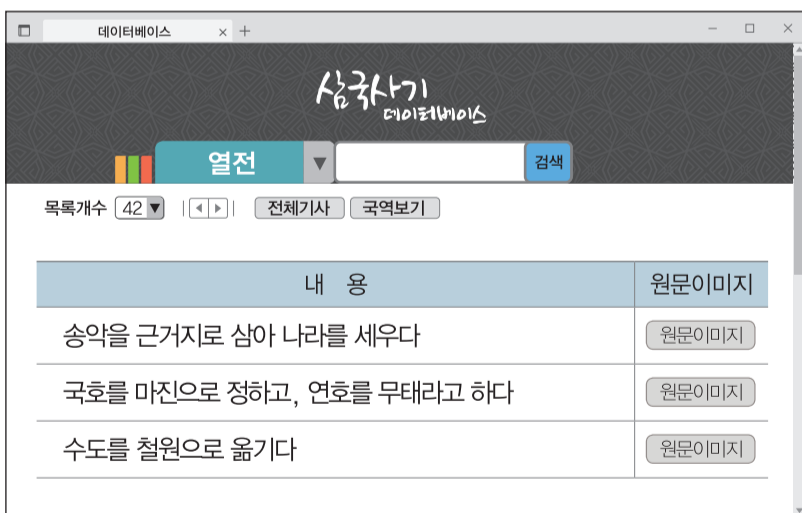 데이터베이스 × +
삼국사기
데이터베이스
열전 ▼ 검색
목록개수 42 ▼ 전체기사 국역보기
내 용 원문이미지
송악을 근거지로 삼아 나라를 세우다 원문이미지
국호를 마진으로 정하고, 연호를 무태라고 하다 원문이미지
수도를 철원으로 옮기다 원문이미지